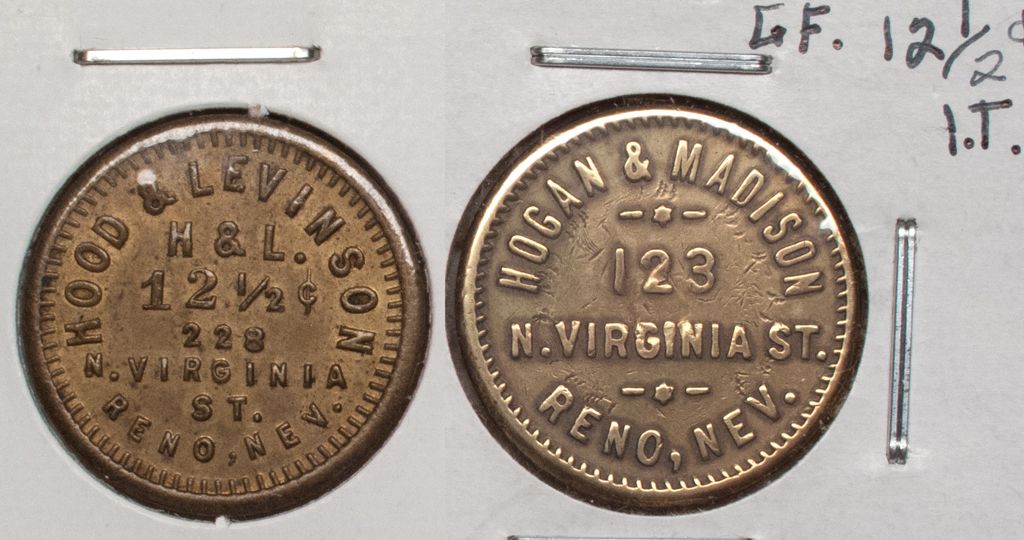 HOOD & LEVINSON
H & L.
12 1/2 ¢
228
N. VIRGINIA
ST.
RENO, NEV.
G.F. 12 1/2 ¢
I.T.
HOGAN & MADISON
123
N. VIRGINIA ST.
RENO, NEV.